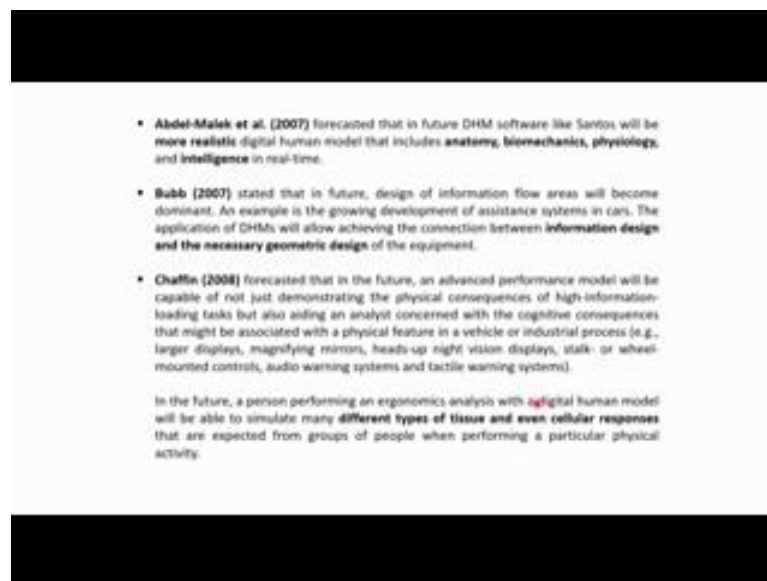 • Abdel-Malek et al. (2007) forecasted that in future DHM software like Santos will be
more realistic digital human model that includes anatomy, biomechanics, physiology,
and intelligence in real-time.
• Bubb (2007) stated that in future, design of information flow areas will become
dominant. An example is the growing development of assistance systems in cars. The
application of DHMs will allow achieving the connection between information design
and the necessary geometric design of the equipment.
• Chaffin (2008) forecasted that in the future, an advanced performance model will be
capable of not just demonstrating the physical consequences of high-information-
loading tasks but also aiding an analyst concerned with the cognitive consequences
that might be associated with a physical feature in a vehicle or industrial process (e.g.,
larger displays, magnifying mirrors, heads-up night vision displays, stalk- or wheel-
mounted controls, audio warning systems and tactile warning systems).
In the future, a person performing an ergonomics analysis with a digital human model
will be able to simulate many different types of tissue and even cellular responses
that are expected from groups of people when performing a particular physical
activity.